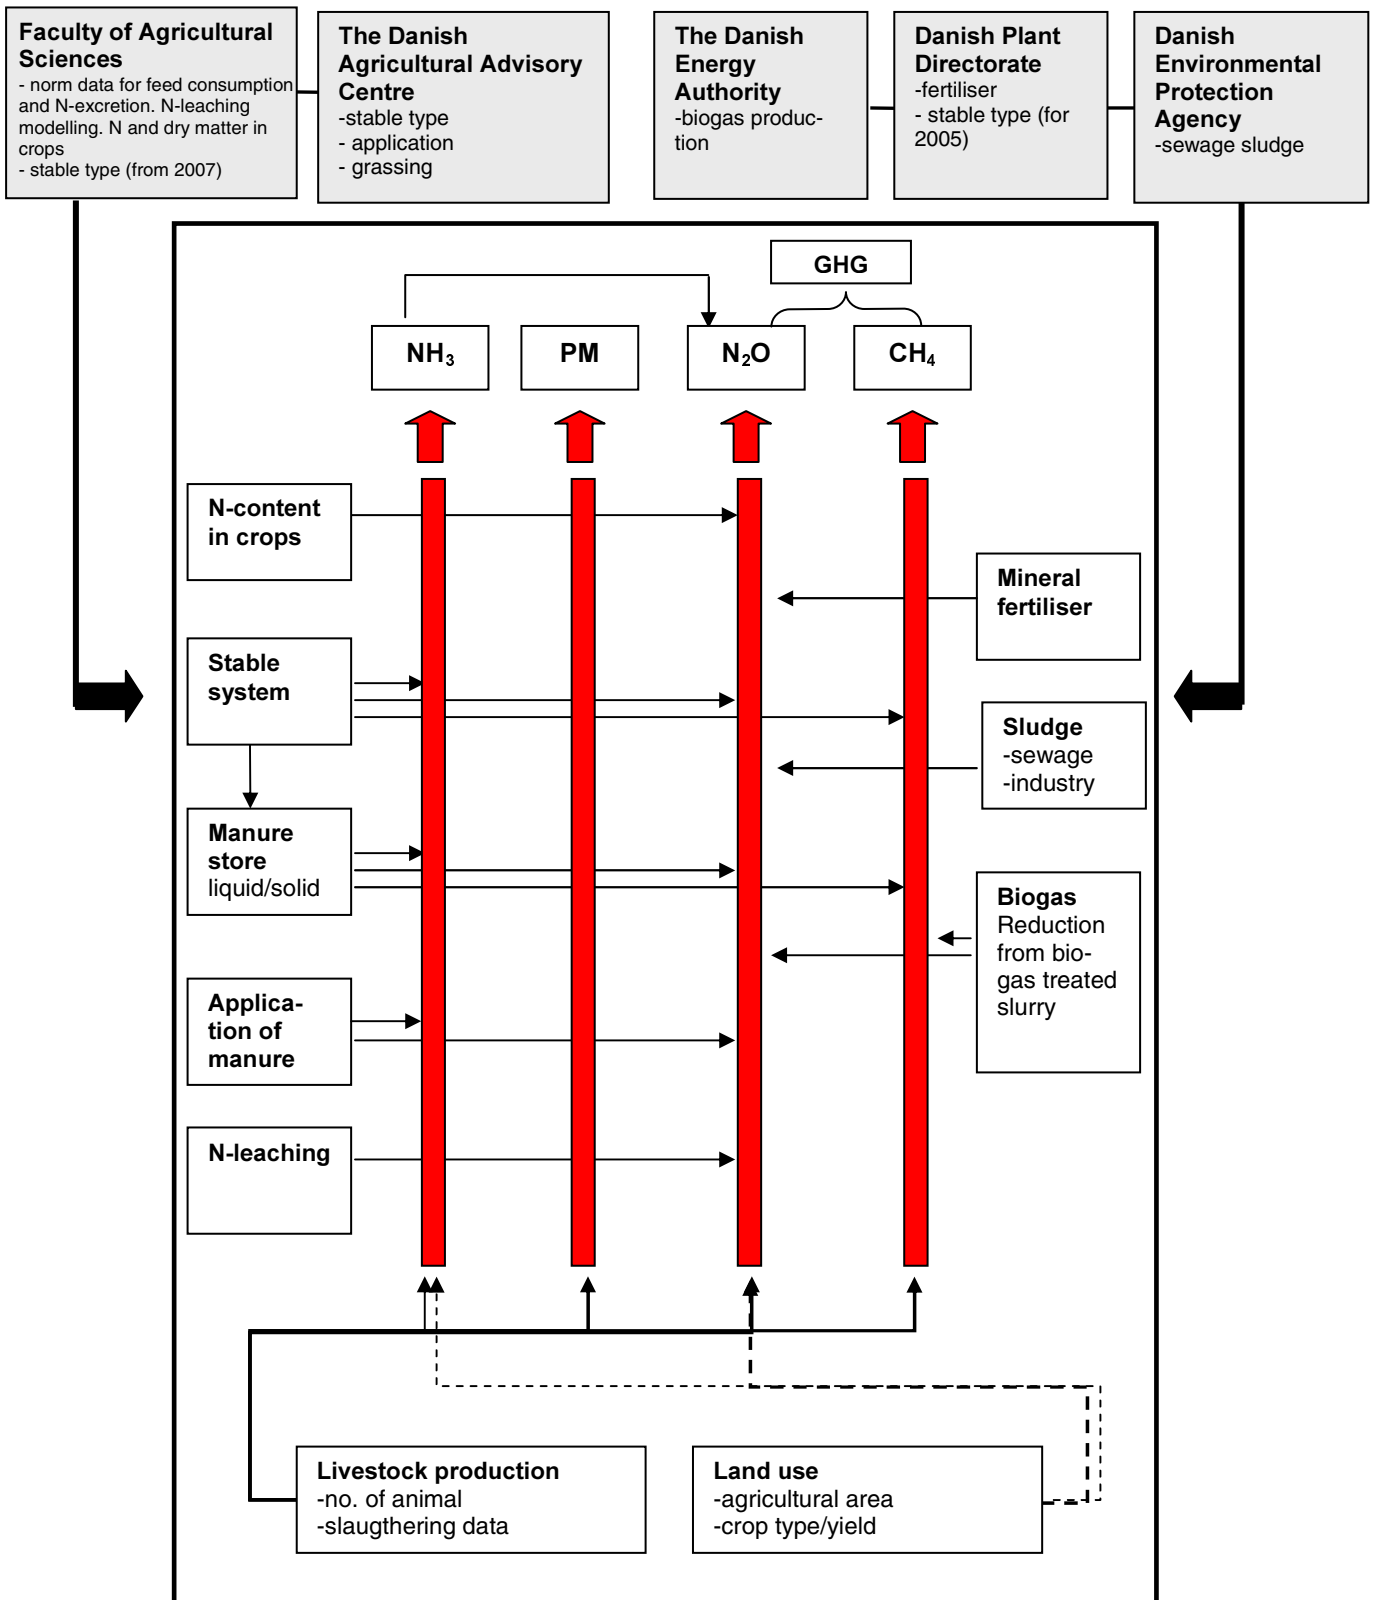 Faculty of Agricultural
Sciences
- norm data for feed consumption
and N-excretion. N-leaching
modelling. N and dry matter in
crops
- stable type (from 2007)
The Danish
Agricultural Advisory
Centre
-stable type
- application
- grassing
The Danish
Energy
Authority
-biogas produc-
tion
Danish Plant
Directorate
-fertiliser
- stable type (for
2005)
Danish
Environmental
Protection
Agency
-sewage sludge
GHG
NH₃
PM
N₂O
CH₄
N-content
in crops
Mineral
fertiliser
Stable
system
Sludge
-sewage
-industry
Manure
store
liquid/solid
Biogas
Reduction
from bio-
gas treated
slurry
Applica-
tion of
manure
N-leaching
Livestock production
-no. of animal
-slaugthering data
Land use
-agricultural area
-crop type/yield